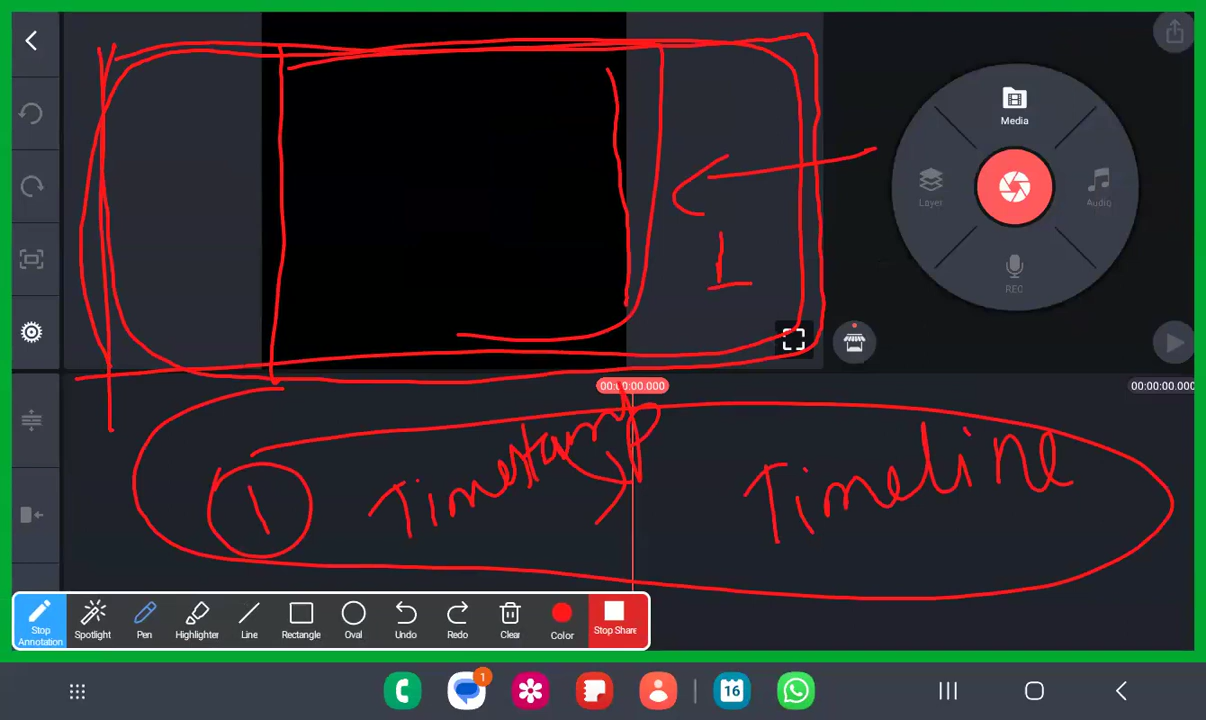 Media
Layer
Audio
REC
1
00:00:00.000
00:00:00.000
1 Timestamp Timeline
Stop Annotation
Spotlight
Pen
Highlighter
Line
Rectangle
Oval
Undo
Redo
Clear
Color
Stop Share
1
16